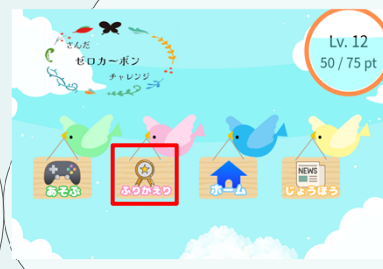 さんだ
ゼロカーボン
チャレンジ
Lv. 12
50 / 75 pt
あそぶ
ふりかえり
ホーム
NEWS
じょうほう